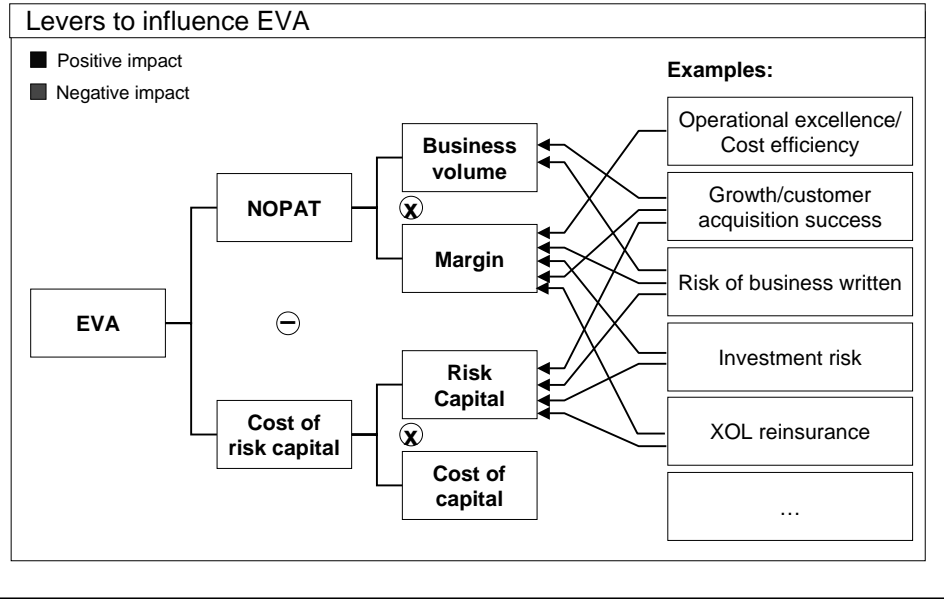 Levers to influence EVA
Positive impact
Negative impact
Examples:
Operational excellence/
Cost efficiency
Business
volume
Growth/customer
acquisition success
NOPAT
x
Margin
Risk of business written
EVA
–
Investment risk
Risk
Capital
Cost of
risk capital
x
XOL reinsurance
Cost of
capital
…